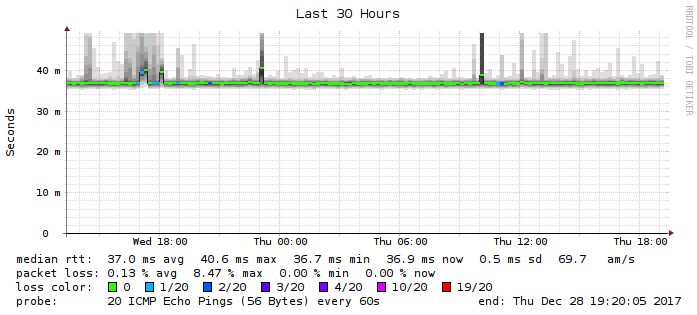 Last 30 Hours
RRDTOOL / TOBI OETIKER
Seconds
40 m
30 m
20 m
10 m
0
Wed 18:00 Thu 00:00 Thu 06:00 Thu 12:00 Thu 18:00
median rtt: 37.0 ms avg 40.6 ms max 36.7 ms min 36.9 ms now 0.5 ms sd 69.7 am/s
packet loss: 0.13 % avg 8.47 % max 0.00 % min 0.00 % now
loss color: 0 1/20 2/20 3/20 4/20 10/20 19/20
probe: 20 ICMP Echo Pings (56 Bytes) every 60s end: Thu Dec 28 19:20:05 2017